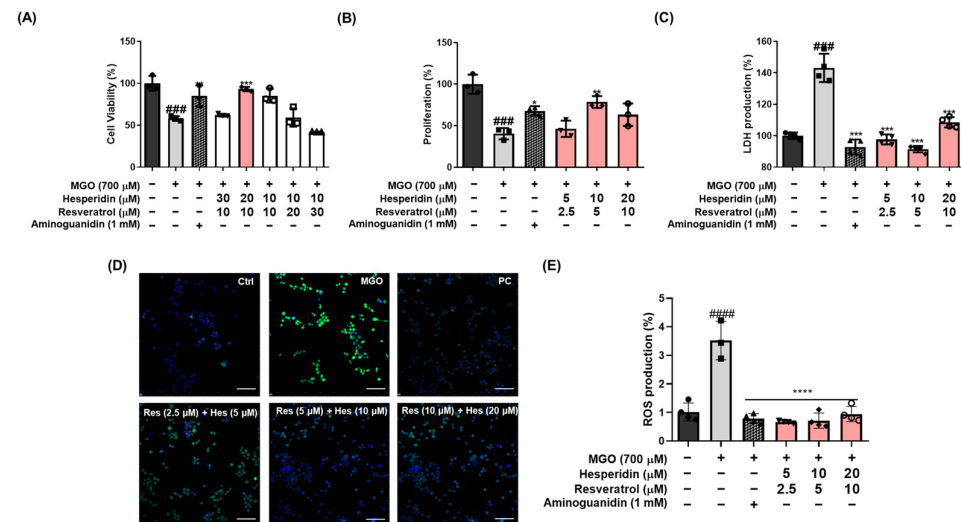 (A)
Cell Viability (%)
150
100
50
0
###
**
***
MGO (700 μM) − + + + + + + +
Hesperidin(μM) − − − 30 20 10 10 10
Resveratrol(μM) − − − 10 10 10 20 30
Aminoguanidin (1 mM) − − + − − − − −
(B)
Proliferation (%)
150
100
50
0
###
*
**
MGO (700 μM) − + + + + +
Hesperidin (μM) − − − 5 10 20
Resveratrol (μM) − − − 2.5 5 10
Aminoguanidin (1 mM) − − + − − −
(C)
LDH production (%)
160
140
120
100
80
###
***
***
***
***
MGO (700 μM) − + + + + +
Hesperidin (μM) − − − 5 10 20
Resveratrol (μM) − − − 2.5 5 10
Aminoguanidin (1 mM) − − + − − −
(D)
Ctrl
MGO
PC
Res (2.5 μM) + Hes (5 μM)
Res (5 μM) + Hes (10 μM)
Res (10 μM) + Hes (20 μM)
(E)
ROS production (%)
5
4
3
2
1
0
####
****
MGO (700 μM) − + + + + +
Hesperidin (μM) − − − 5 10 20
Resveratrol (μM) − − − 2.5 5 10
Aminoguanidin (1 mM) − − + − − −